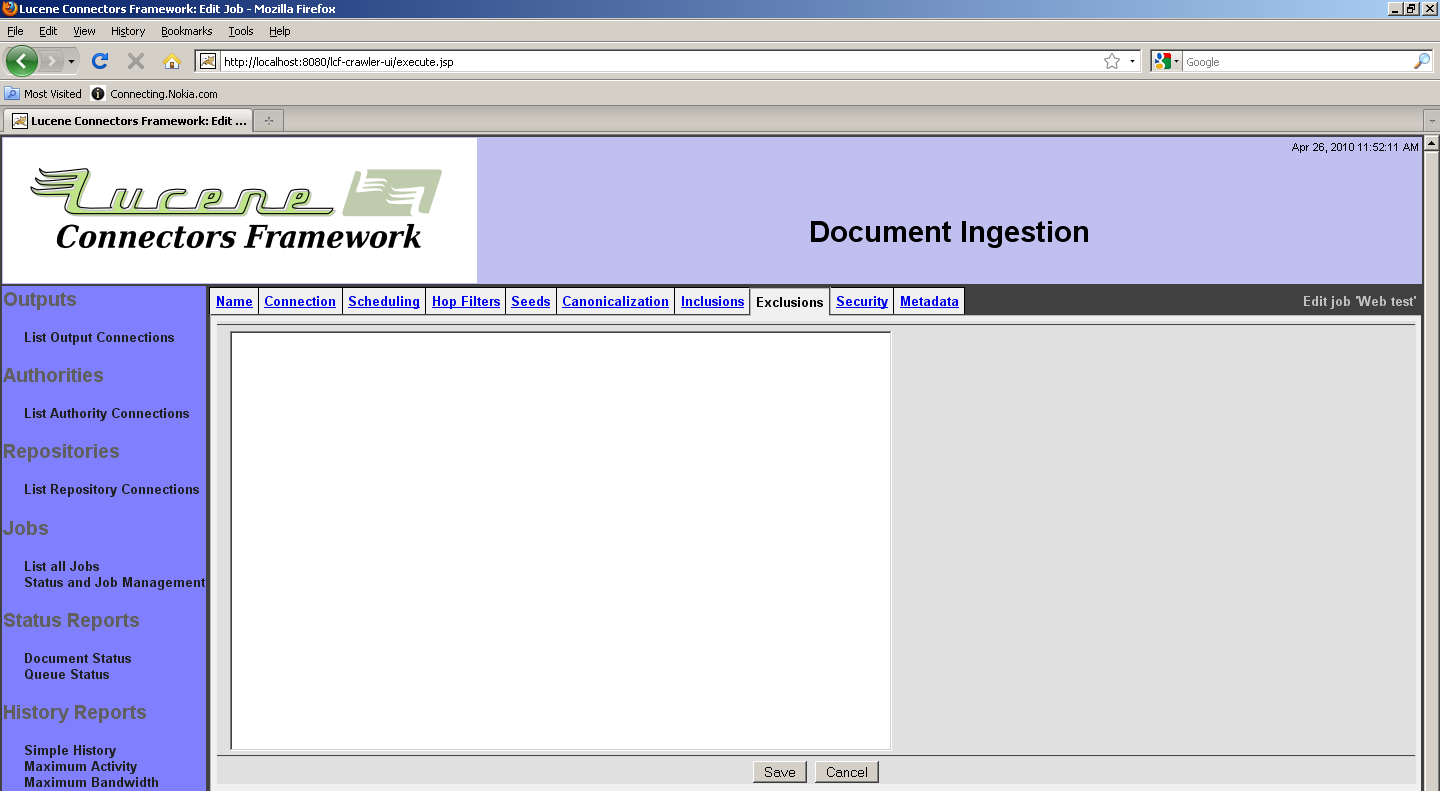 Lucene Connectors Framework: Edit Job - Mozilla Firefox
File Edit View History Bookmarks Tools Help
http://localhost:8080/lcf-crawler-ui/execute.jsp
Google
Most Visited Connecting.Nokia.com
Lucene Connectors Framework: Edit ...
Apr 26, 2010 11:52:11 AM
Lucene
Connectors Framework
Document Ingestion
Name Connection Scheduling Hop Filters Seeds Canonicalization Inclusions Exclusions Security Metadata Edit job 'Web test'
Outputs
List Output Connections
Authorities
List Authority Connections
Repositories
List Repository Connections
Jobs
List all Jobs
Status and Job Management
Status Reports
Document Status
Queue Status
History Reports
Simple History
Maximum Activity
Maximum Bandwidth
Save Cancel